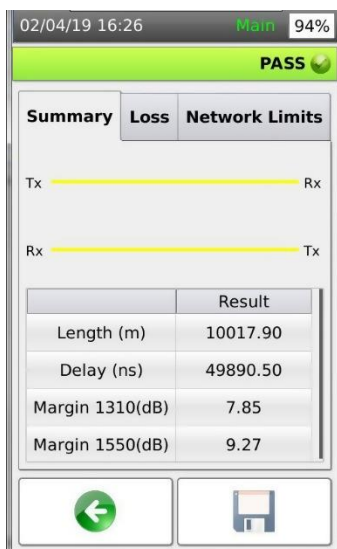 02/04/19 16:26 Main 94%
PASS
Summary Loss Network Limits
Tx Rx
Rx Tx
Result
Length (m) 10017.90
Delay (ns) 49890.50
Margin 1310(dB) 7.85
Margin 1550(dB) 9.27